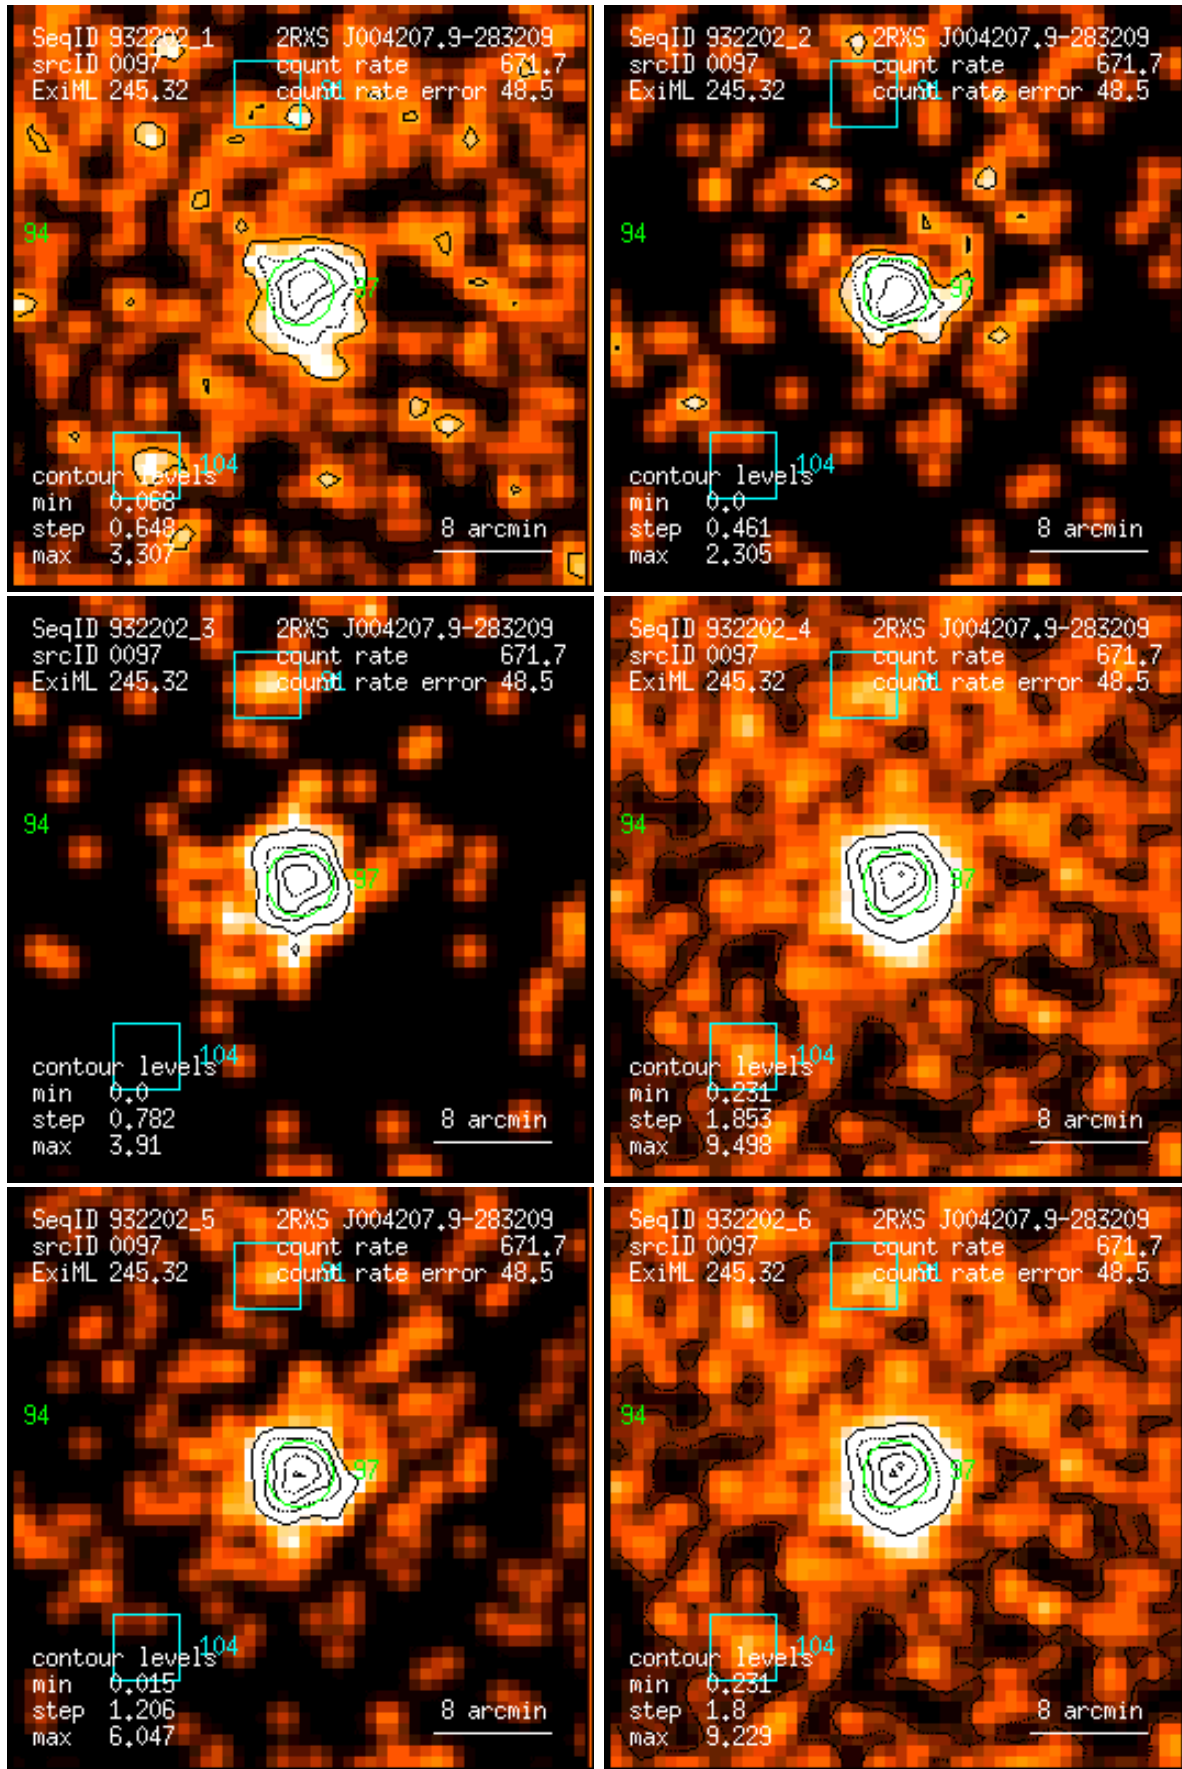 SeqID 932202_1 2RXS J004207.9-283209
srcID 0097 count rate 671.7
ExiML 245.32 count rate error 48.5
91
94
97
104
contour levels
min 0.068
step 0.648
max 3.307
8 arcmin
SeqID 932202_2 2RXS J004207.9-283209
srcID 0097 count rate 671.7
ExiML 245.32 count rate error 48.5
91
94
97
104
contour levels
min 0.0
step 0.461
max 2.305
8 arcmin
SeqID 932202_3 2RXS J004207.9-283209
srcID 0097 count rate 671.7
ExiML 245.32 count rate error 48.5
91
94
97
104
contour levels
min 0.0
step 0.782
max 3.91
8 arcmin
SeqID 932202_4 2RXS J004207.9-283209
srcID 0097 count rate 671.7
ExiML 245.32 count rate error 48.5
91
94
97
104
contour levels
min 0.231
step 1.853
max 9.498
8 arcmin
SeqID 932202_5 2RXS J004207.9-283209
srcID 0097 count rate 671.7
ExiML 245.32 count rate error 48.5
91
94
97
104
contour levels
min 0.015
step 1.206
max 6.047
8 arcmin
SeqID 932202_6 2RXS J004207.9-283209
srcID 0097 count rate 671.7
ExiML 245.32 count rate error 48.5
91
94
97
104
contour levels
min 0.231
step 1.8
max 9.229
8 arcmin